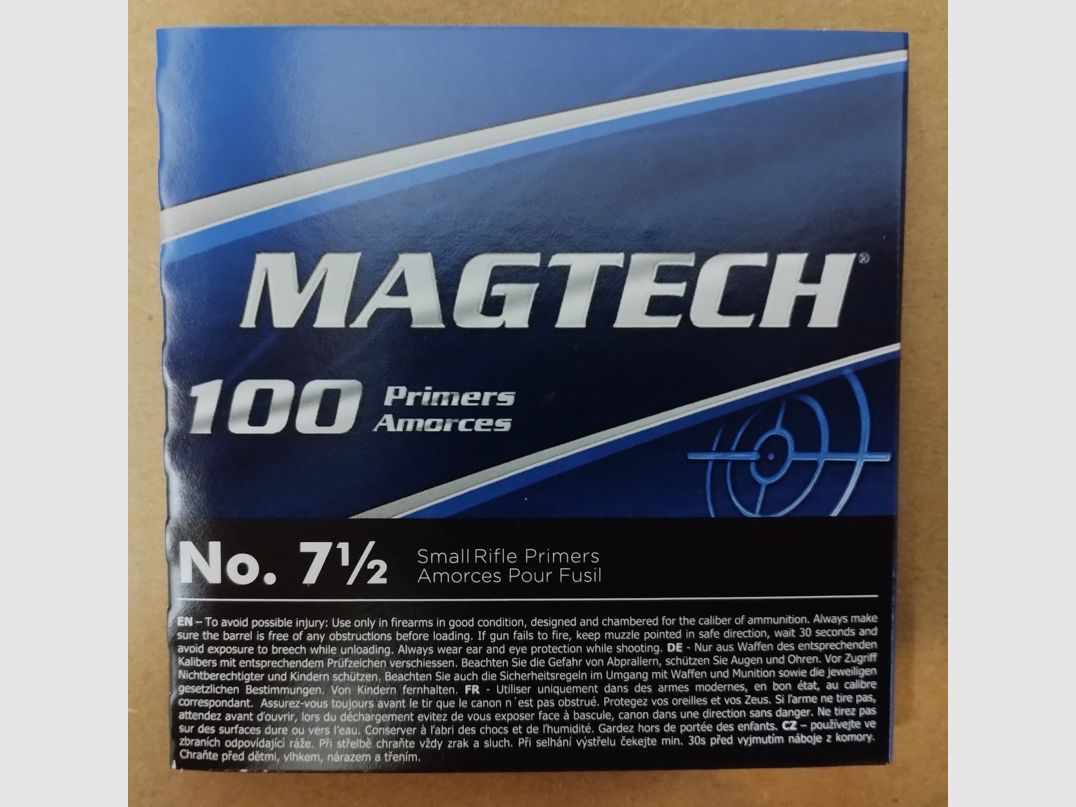 MAGTECH®
100 Primers
Amorces
No. 7½ Small Rifle Primers
Amorces Pour Fusil
EN – To avoid possible injury: Use only in firearms in good condition, designed and chambered for the caliber of ammunition. Always make
sure the barrel is free of any obstructions before loading. If gun fails to fire, keep muzzle pointed in safe direction, wait 30 seconds and
avoid exposure to breech while unloading. Always wear ear and eye protection while shooting. DE - Nur aus Waffen des entsprechenden
Kalibers mit entsprechendem Prüfzeichen verschiessen. Beachten Sie die Gefahr von Abprallern, schützen Sie Augen und Ohren. Vor Zugriff
Nichtberechtigter und Kindern schützen. Beachten Sie auch die Sicherheitsregeln im Umgang mit Waffen und Munition sowie die jeweiligen
gesetzlichen Bestimmungen. Von Kindern fernhalten. FR - Utiliser uniquement dans des armes modernes, en bon état, au calibre
correspondant. Assurez-vous toujours avant le tir que le canon n´est pas obstrué. Protegez vos oreilles et vos Zeus. Si l'arme ne tire pas,
attendez avant d'ouvrir, lors du déchargement evitez de vous exposer face à bascule, canon dans une direction sans danger. Ne tirez pas
sur des surfaces dure ou vers l'eau. Conserver à l'abri des chocs et de l'humidité. Gardez hors de portée des enfants. CZ – používejte ve
zbraních odpovídající ráže. Při střelbě chraňte vždy zrak a sluch. Při selhání výstřelu čekejte min. 30s před vyjmutím náboje z komory.
Chraňte před dětmi, vlhkem, nárazem a třením.